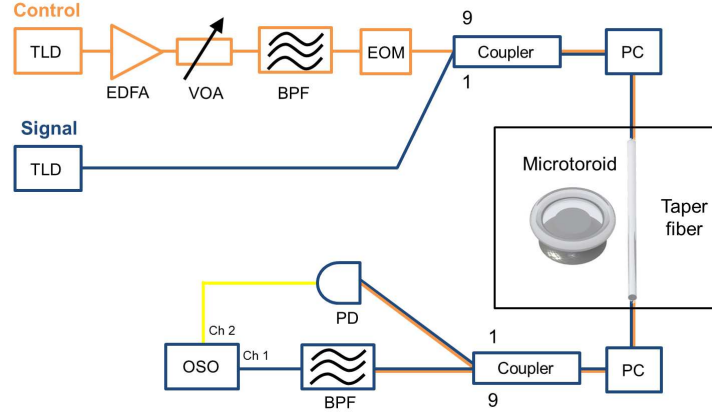 Control
TLD
EDFA
VOA
BPF
EOM
9
Coupler
1
PC
Signal
TLD
Microtoroid
Taper
fiber
PD
Ch 2
OSO
Ch 1
BPF
1
Coupler
9
PC